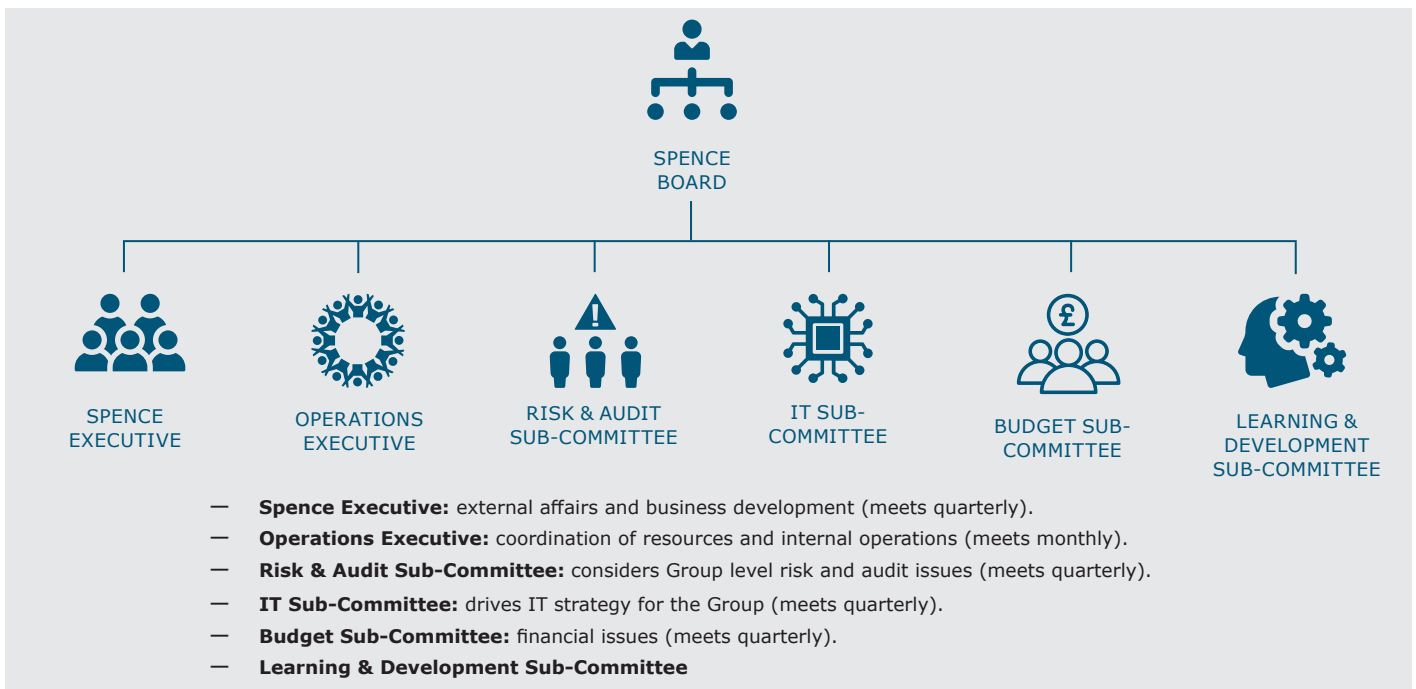 SPENCE
BOARD
SPENCE
EXECUTIVE
OPERATIONS
EXECUTIVE
RISK & AUDIT
SUB-COMMITTEE
IT SUB-
COMMITTEE
£
BUDGET SUB-
COMMITTEE
LEARNING &
DEVELOPMENT
SUB-COMMITTEE
— Spence Executive: external affairs and business development (meets quarterly).
— Operations Executive: coordination of resources and internal operations (meets monthly).
— Risk & Audit Sub-Committee: considers Group level risk and audit issues (meets quarterly).
— IT Sub-Committee: drives IT strategy for the Group (meets quarterly).
— Budget Sub-Committee: financial issues (meets quarterly).
— Learning & Development Sub-Committee